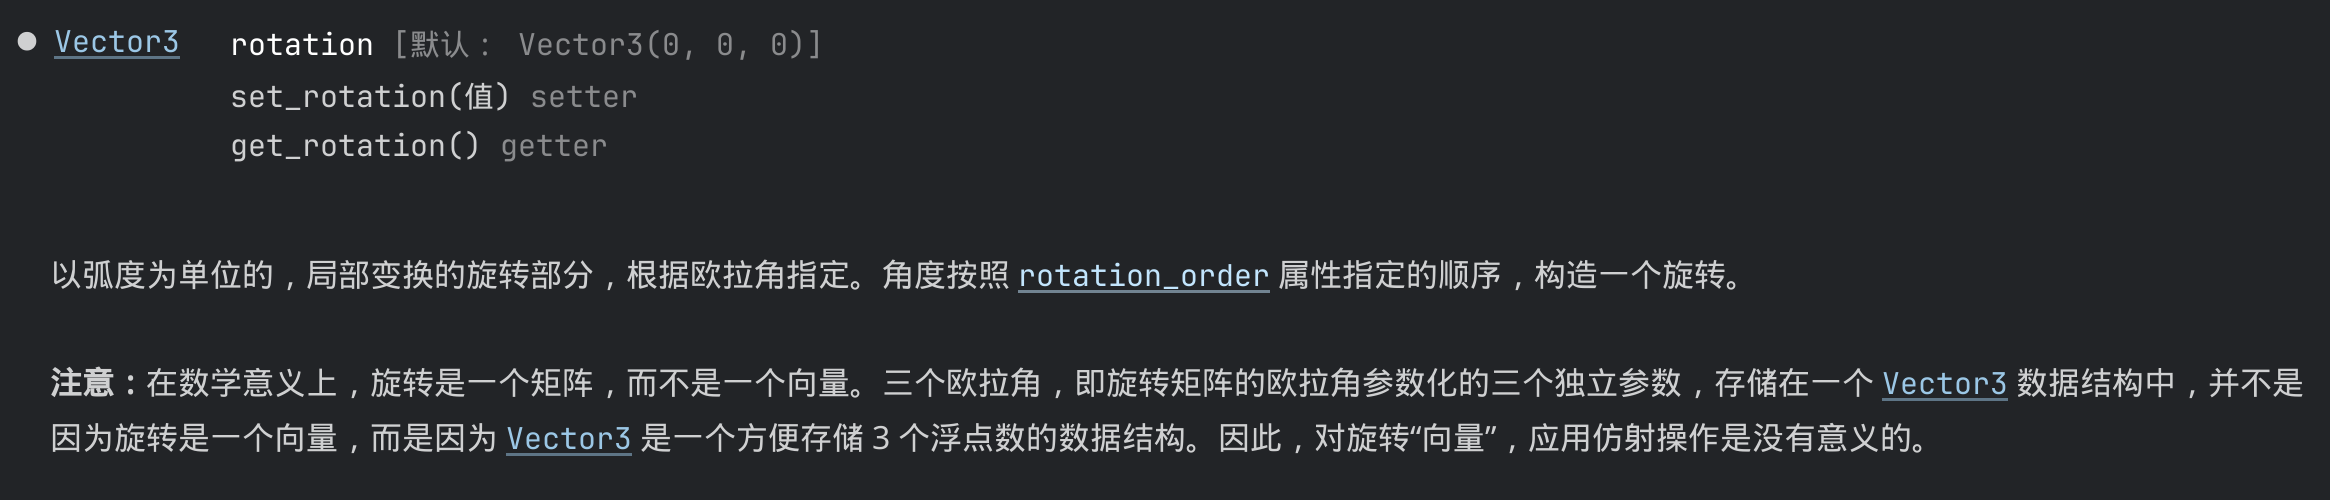 Vector3 rotation [默认： Vector3(0, 0, 0)]
set_rotation(值) setter
get_rotation() getter
以弧度为单位的，局部变换的旋转部分，根据欧拉角指定。角度按照 rotation_order 属性指定的顺序，构造一个旋转。
注意：在数学意义上，旋转是一个矩阵，而不是一个向量。三个欧拉角，即旋转矩阵的欧拉角参数化的三个独立参数，存储在一个 Vector3 数据结构中，并不是
因为旋转是一个向量，而是因为 Vector3 是一个方便存储 3 个浮点数的数据结构。因此，对旋转“向量”，应用仿射操作是没有意义的。